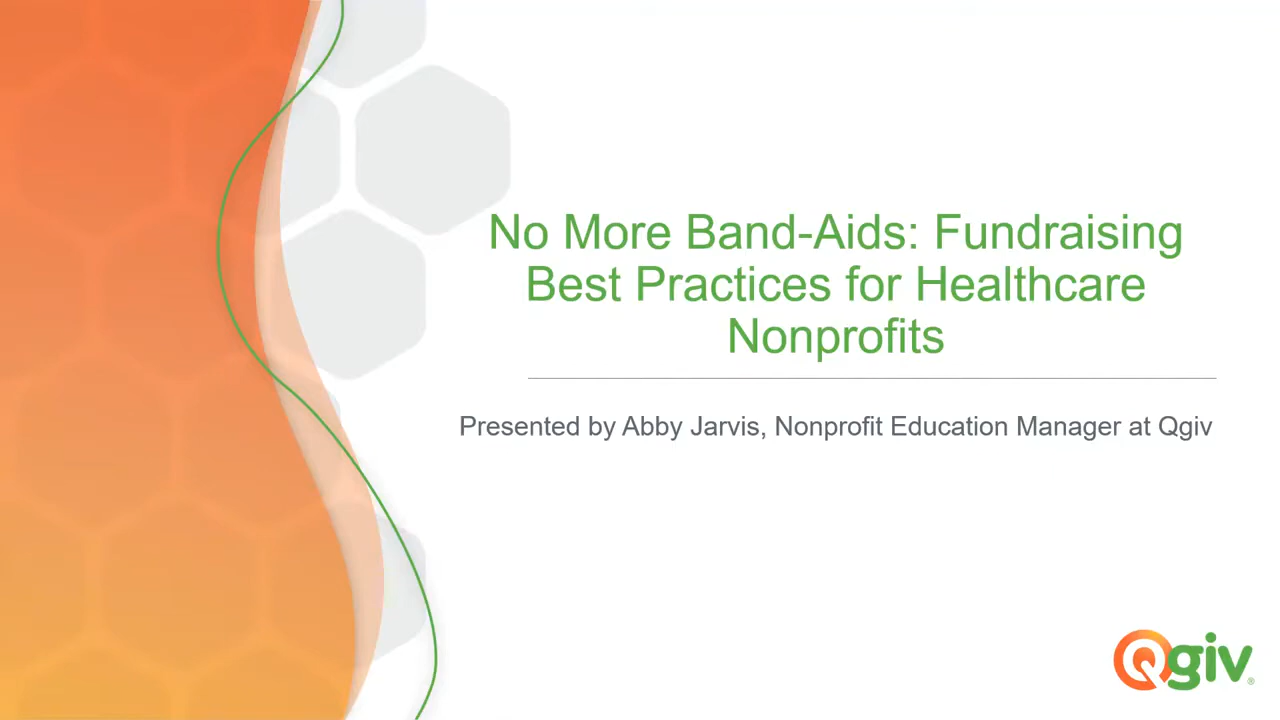 No More Band-Aids: Fundraising
Best Practices for Healthcare
Nonprofits
Presented by Abby Jarvis, Nonprofit Education Manager at Qgiv
Qgiv®